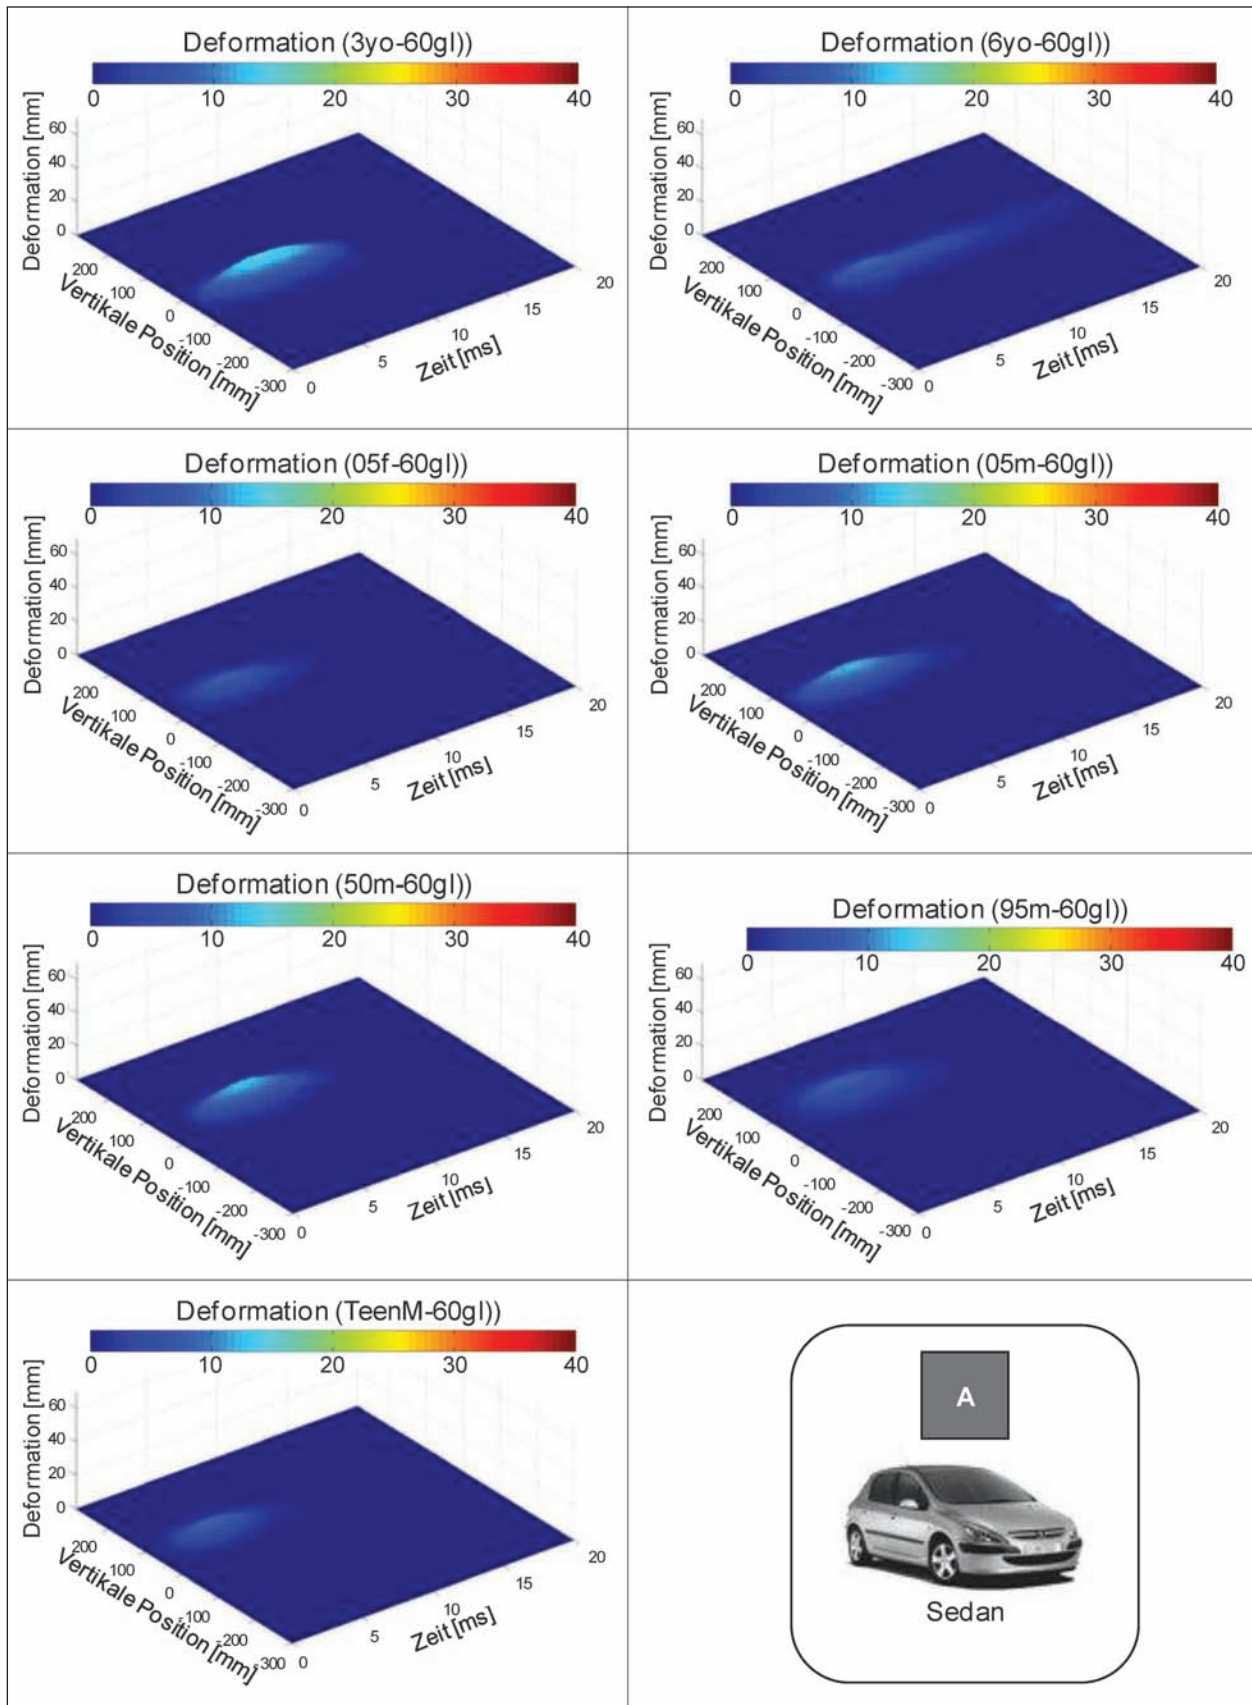 Deformation (3yo-60gl))
0 10 20 30 40
Deformation [mm]
60
40
20
0
200
100
0
-100
-200
-300
Vertikale Position [mm]
0
5
10
15
20
Zeit [ms]
Deformation (6yo-60gl))
0 10 20 30 40
Deformation [mm]
60
40
20
0
200
100
0
-100
-200
-300
Vertikale Position [mm]
0
5
10
15
20
Zeit [ms]
Deformation (05f-60gl))
0 10 20 30 40
Deformation [mm]
60
40
20
0
200
100
0
-100
-200
-300
Vertikale Position [mm]
0
5
10
15
20
Zeit [ms]
Deformation (05m-60gl))
0 10 20 30 40
Deformation [mm]
60
40
20
0
200
100
0
-100
-200
-300
Vertikale Position [mm]
0
5
10
15
20
Zeit [ms]
Deformation (50m-60gl))
0 10 20 30 40
Deformation [mm]
60
40
20
0
200
100
0
-100
-200
-300
Vertikale Position [mm]
0
5
10
15
20
Zeit [ms]
Deformation (95m-60gl))
0 10 20 30 40
Deformation [mm]
60
40
20
0
200
100
0
-100
-200
-300
Vertikale Position [mm]
0
5
10
15
20
Zeit [ms]
Deformation (TeenM-60gl))
0 10 20 30 40
Deformation [mm]
60
40
20
0
200
100
0
-100
-200
-300
Vertikale Position [mm]
0
5
10
15
20
Zeit [ms]
A
Sedan